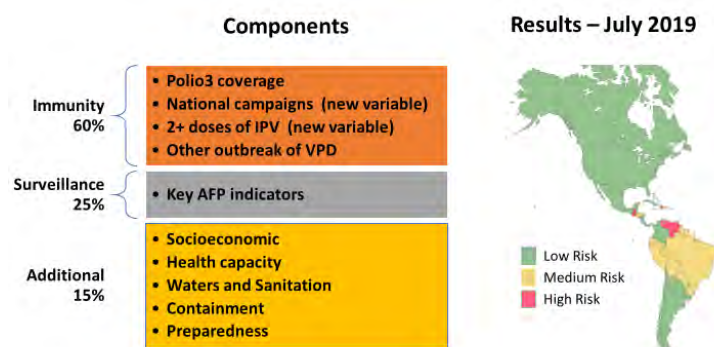 Components
Results – July 2019
Immunity
60%
• Polio3 coverage
• National campaigns (new variable)
• 2+ doses of IPV (new variable)
• Other outbreak of VPD
Surveillance
25%
• Key AFP indicators
Additional
15%
• Socioeconomic
• Health capacity
• Waters and Sanitation
• Containment
• Preparedness
Low Risk
Medium Risk
High Risk